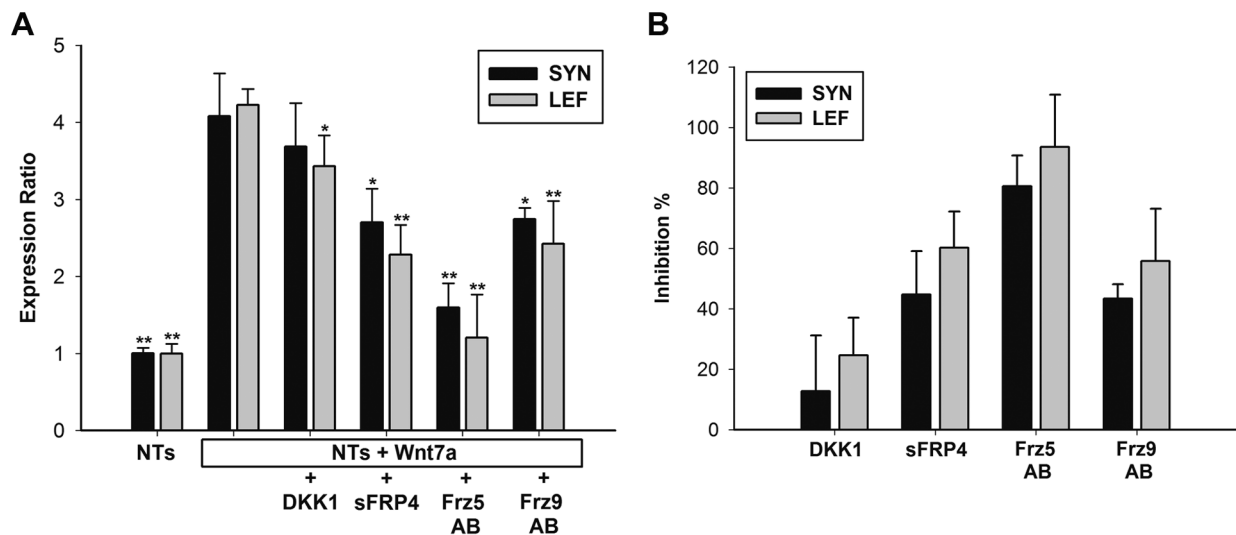 A
Expression Ratio
5
4
3
2
1
0
SYN
LEF
**
**
*
*
**
**
**
*
**
NTs
NTs + Wnt7a
+
+
+
+
DKK1
sFRP4
Frz5
AB
Frz9
AB
B
Inhibition %
120
100
80
60
40
20
0
SYN
LEF
DKK1
sFRP4
Frz5
AB
Frz9
AB